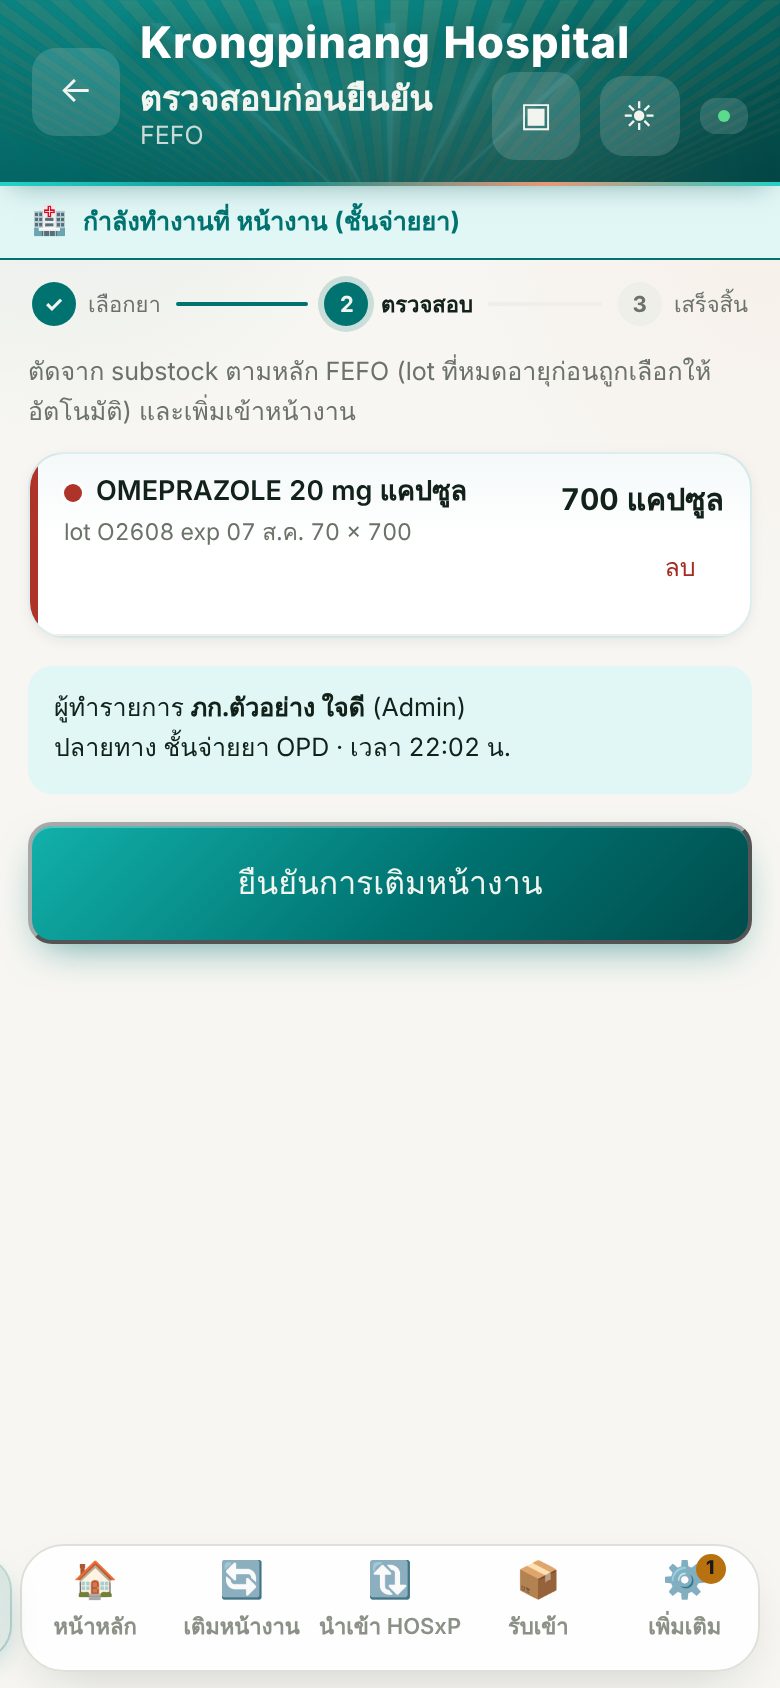 Krongpinang Hospital
ตรวจสอบก่อนยืนยัน
FEFO
กำลังทำงานที่ หน้างาน (ชั้นจ่ายยา)
เลือกยา
2 ตรวจสอบ
3 เสร็จสิ้น
ตัดจาก substock ตามหลัก FEFO (lot ที่หมดอายุก่อนถูกเลือกให้
อัตโนมัติ) และเพิ่มเข้าหน้างาน
OMEPRAZOLE 20 mg แคปซูล
700 แคปซูล
lot O2608 exp 07 ส.ค. 70 × 700
ลบ
ผู้ทำรายการ ภก.ตัวอย่าง ใจดี (Admin)
ปลายทาง ชั้นจ่ายยา OPD · เวลา 22:02 น.
ยืนยันการเติมหน้างาน
หน้าหลัก
เติมหน้างาน
นำเข้า HOSxP
รับเข้า
1
เพิ่มเติม